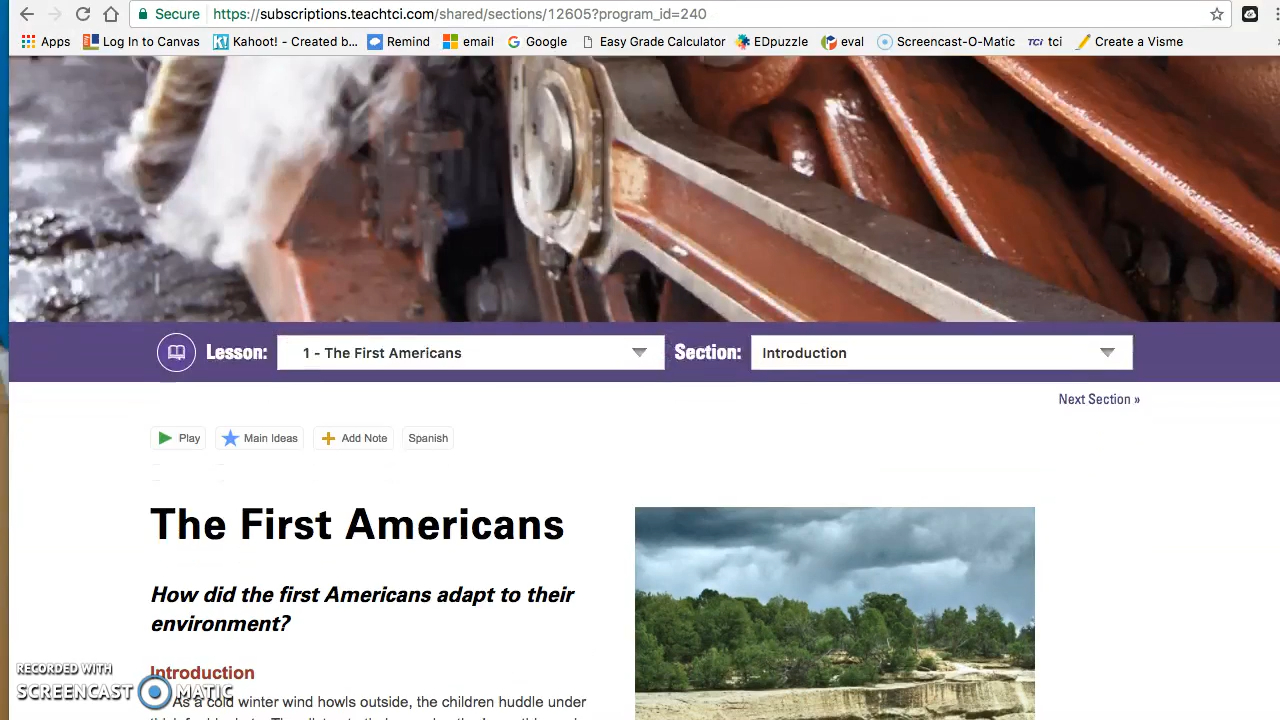 Secure https://subscriptions.teachtci.com/shared/sections/12605?program_id=240
Apps Log In to Canvas Kahoot! - Created b... Remind email Google Easy Grade Calculator EDpuzzle eval Screencast-O-Matic TCi tci Create a Visme
Lesson: 1 - The First Americans Section: Introduction
Next Section »
Play Main Ideas Add Note Spanish
The First Americans
How did the first Americans adapt to their
environment?
Introduction
As a cold winter wind howls outside, the children huddle under
RECORDED WITH
SCREENCAST MATIC